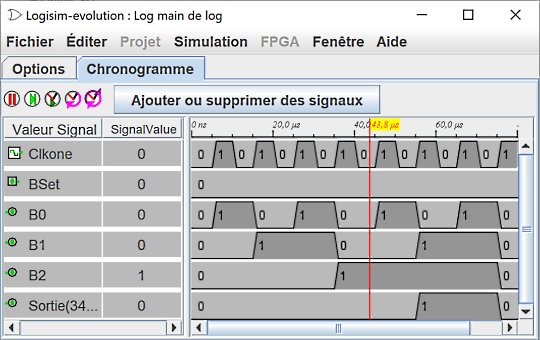 Logisim-evolution : Log main de log
Fichier Éditer Projet Simulation FPGA Fenêtre Aide
Options Chronogramme
Ajouter ou supprimer des signaux
Valeur Signal SignalValue 0 ns 20,0 µs 40,0 43,8 µs 60,0 µs
Clkone 0 0 1 0 1 0 1 0 1 0 1 0 1 0 1 0 1
BSet 0 0
B0 0 0 1 0 1 0 1 0 1 0
B1 0 0 1 0 1 0
B2 1 0 1 0
Sortie(34... 0 0 1 0